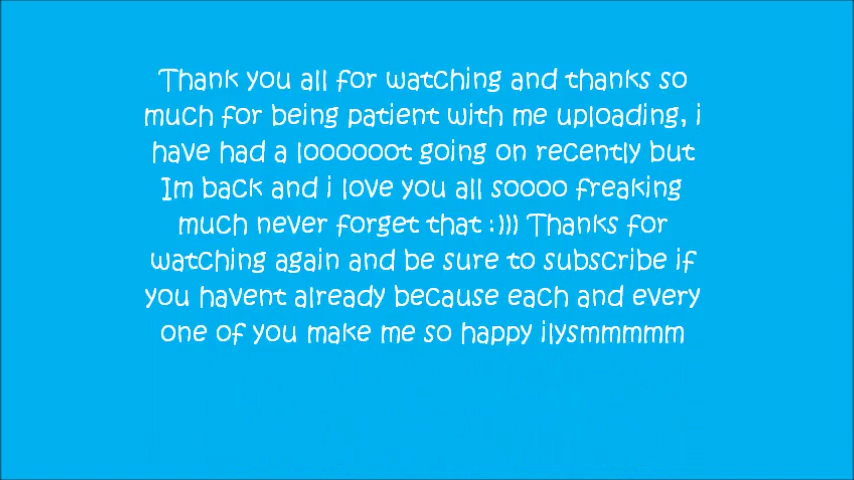 Thank you all for watching and thanks so
much for being patient with me uploading, i
have had a loooooot going on recently but
Im back and i love you all soooo freaking
much never forget that :))) Thanks for
watching again and be sure to subscribe if
you havent already because each and every
one of you make me so happy ilysmmmmm